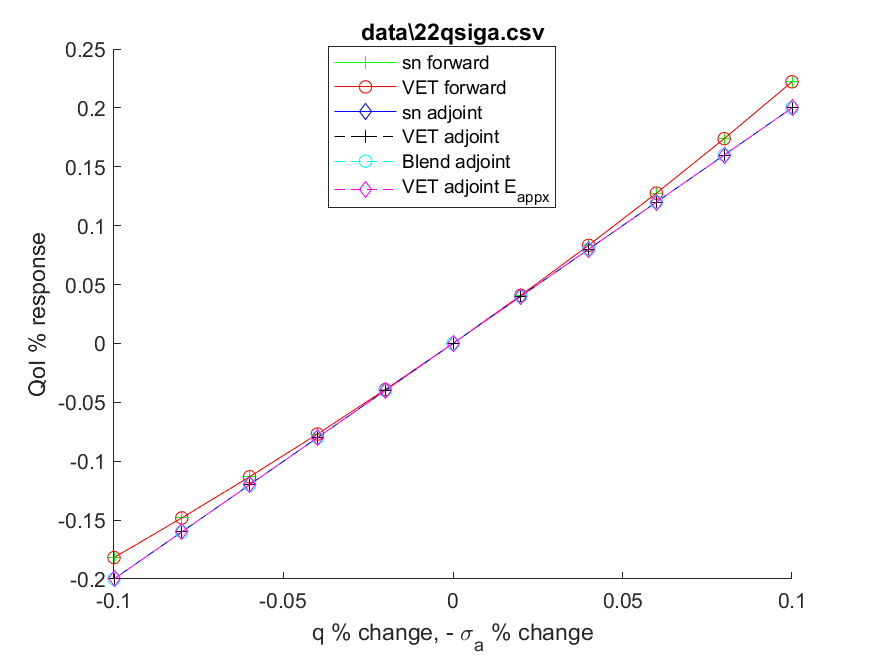 data\22qsiga.csv
sn forward
VET forward
sn adjoint
VET adjoint
Blend adjoint
VET adjoint E_appx
0.25
0.2
0.15
0.1
0.05
0
-0.05
-0.1
-0.15
-0.2
QoI % response
-0.1
-0.05
0
0.05
0.1
q % change, - σ_a % change